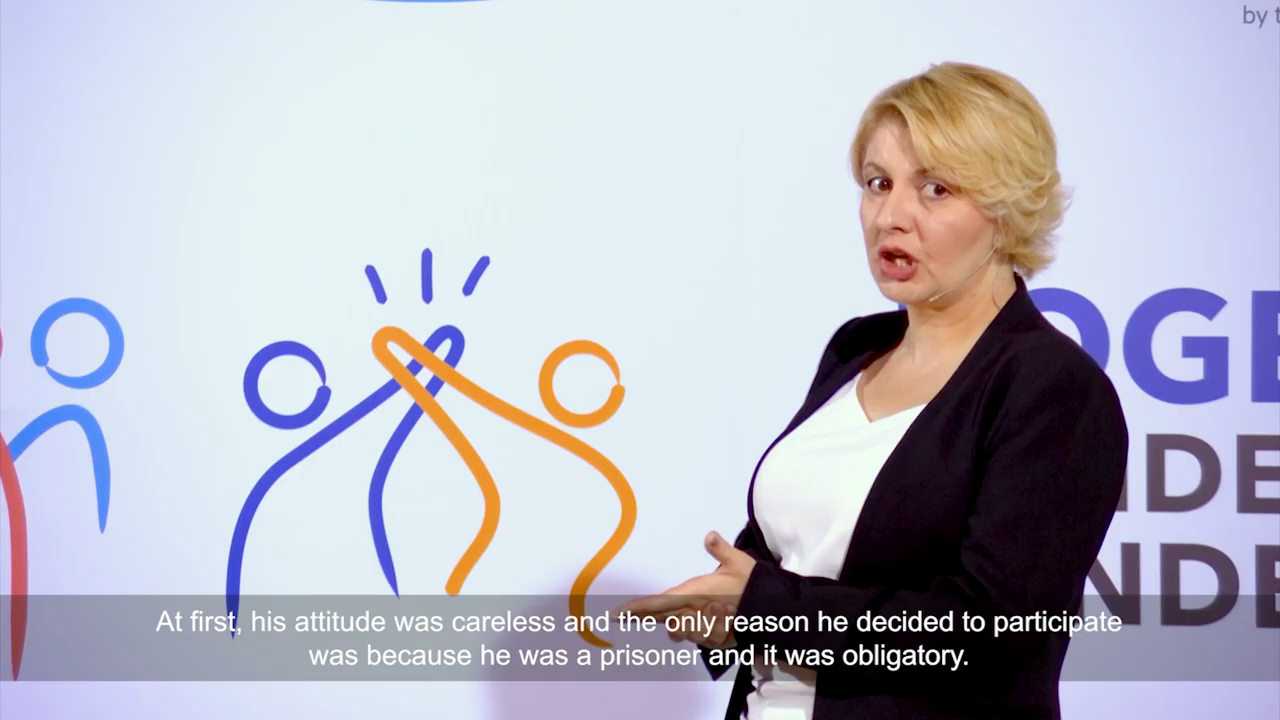 by t
OGE
IDE
NDE
At first, his attitude was careless and the only reason he decided to participate
was because he was a prisoner and it was obligatory.